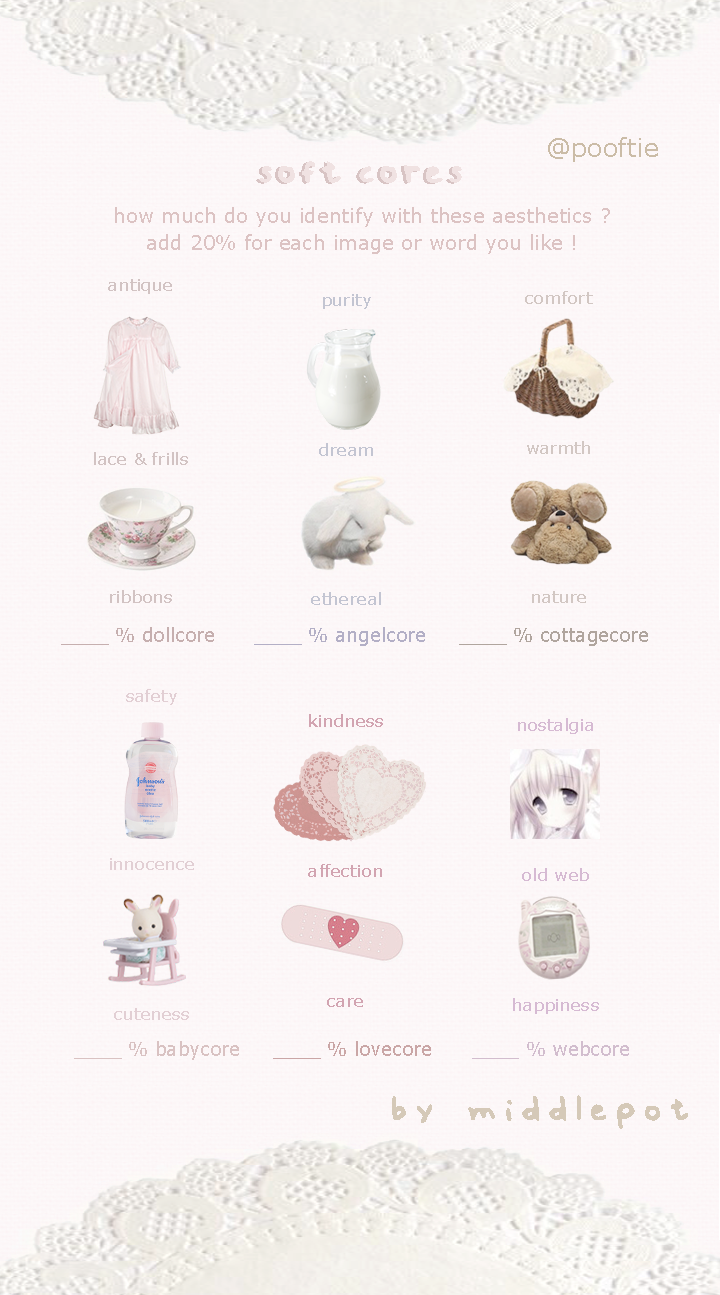 @pooftie
soft cores
how much do you identify with these aesthetics ?
add 20% for each image or word you like !
antique
lace & frills
ribbons
____ % dollcore
purity
dream
ethereal
____ % angelcore
comfort
warmth
nature
____ % cottagecore
safety
Johnson's
innocence
cuteness
____ % babycore
kindness
affection
care
____ % lovecore
nostalgia
old web
happiness
____ % webcore
by middlepot